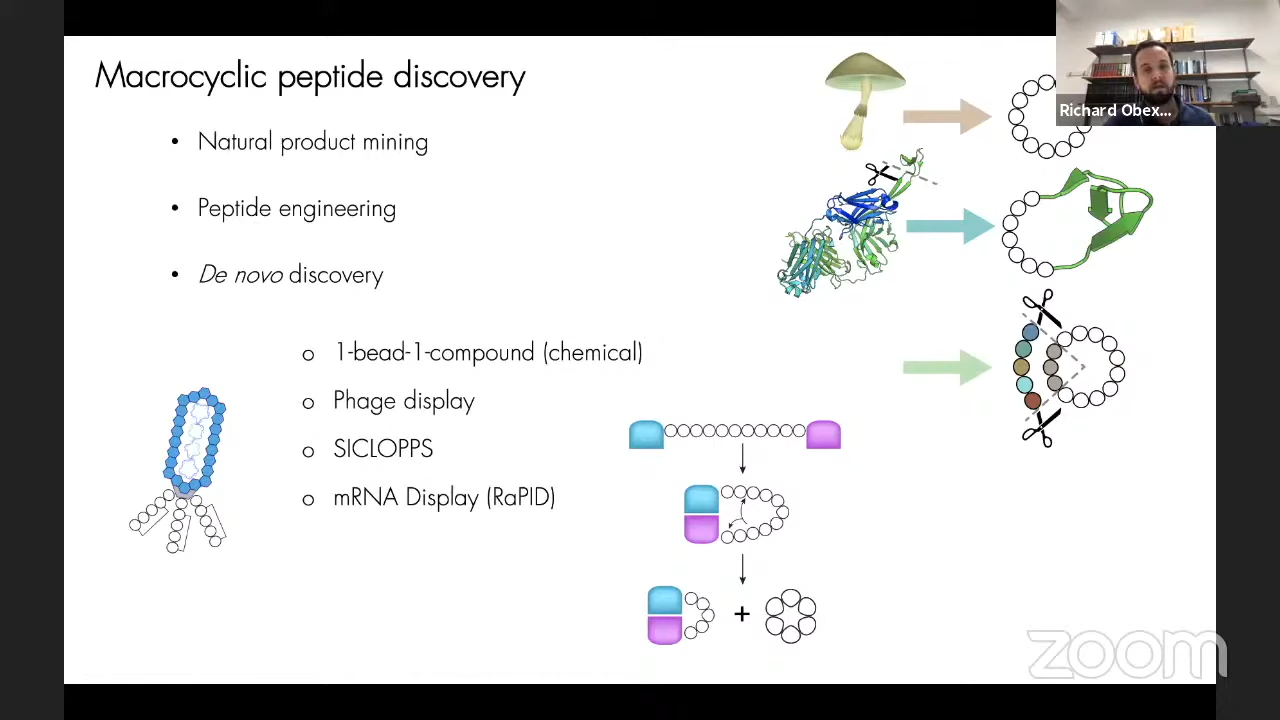 Macrocyclic peptide discovery
Richard Obex...
• Natural product mining
• Peptide engineering
• De novo discovery
o 1-bead-1-compound (chemical)
o Phage display
o SICLOPPS
o mRNA Display (RaPID)
+
zoom